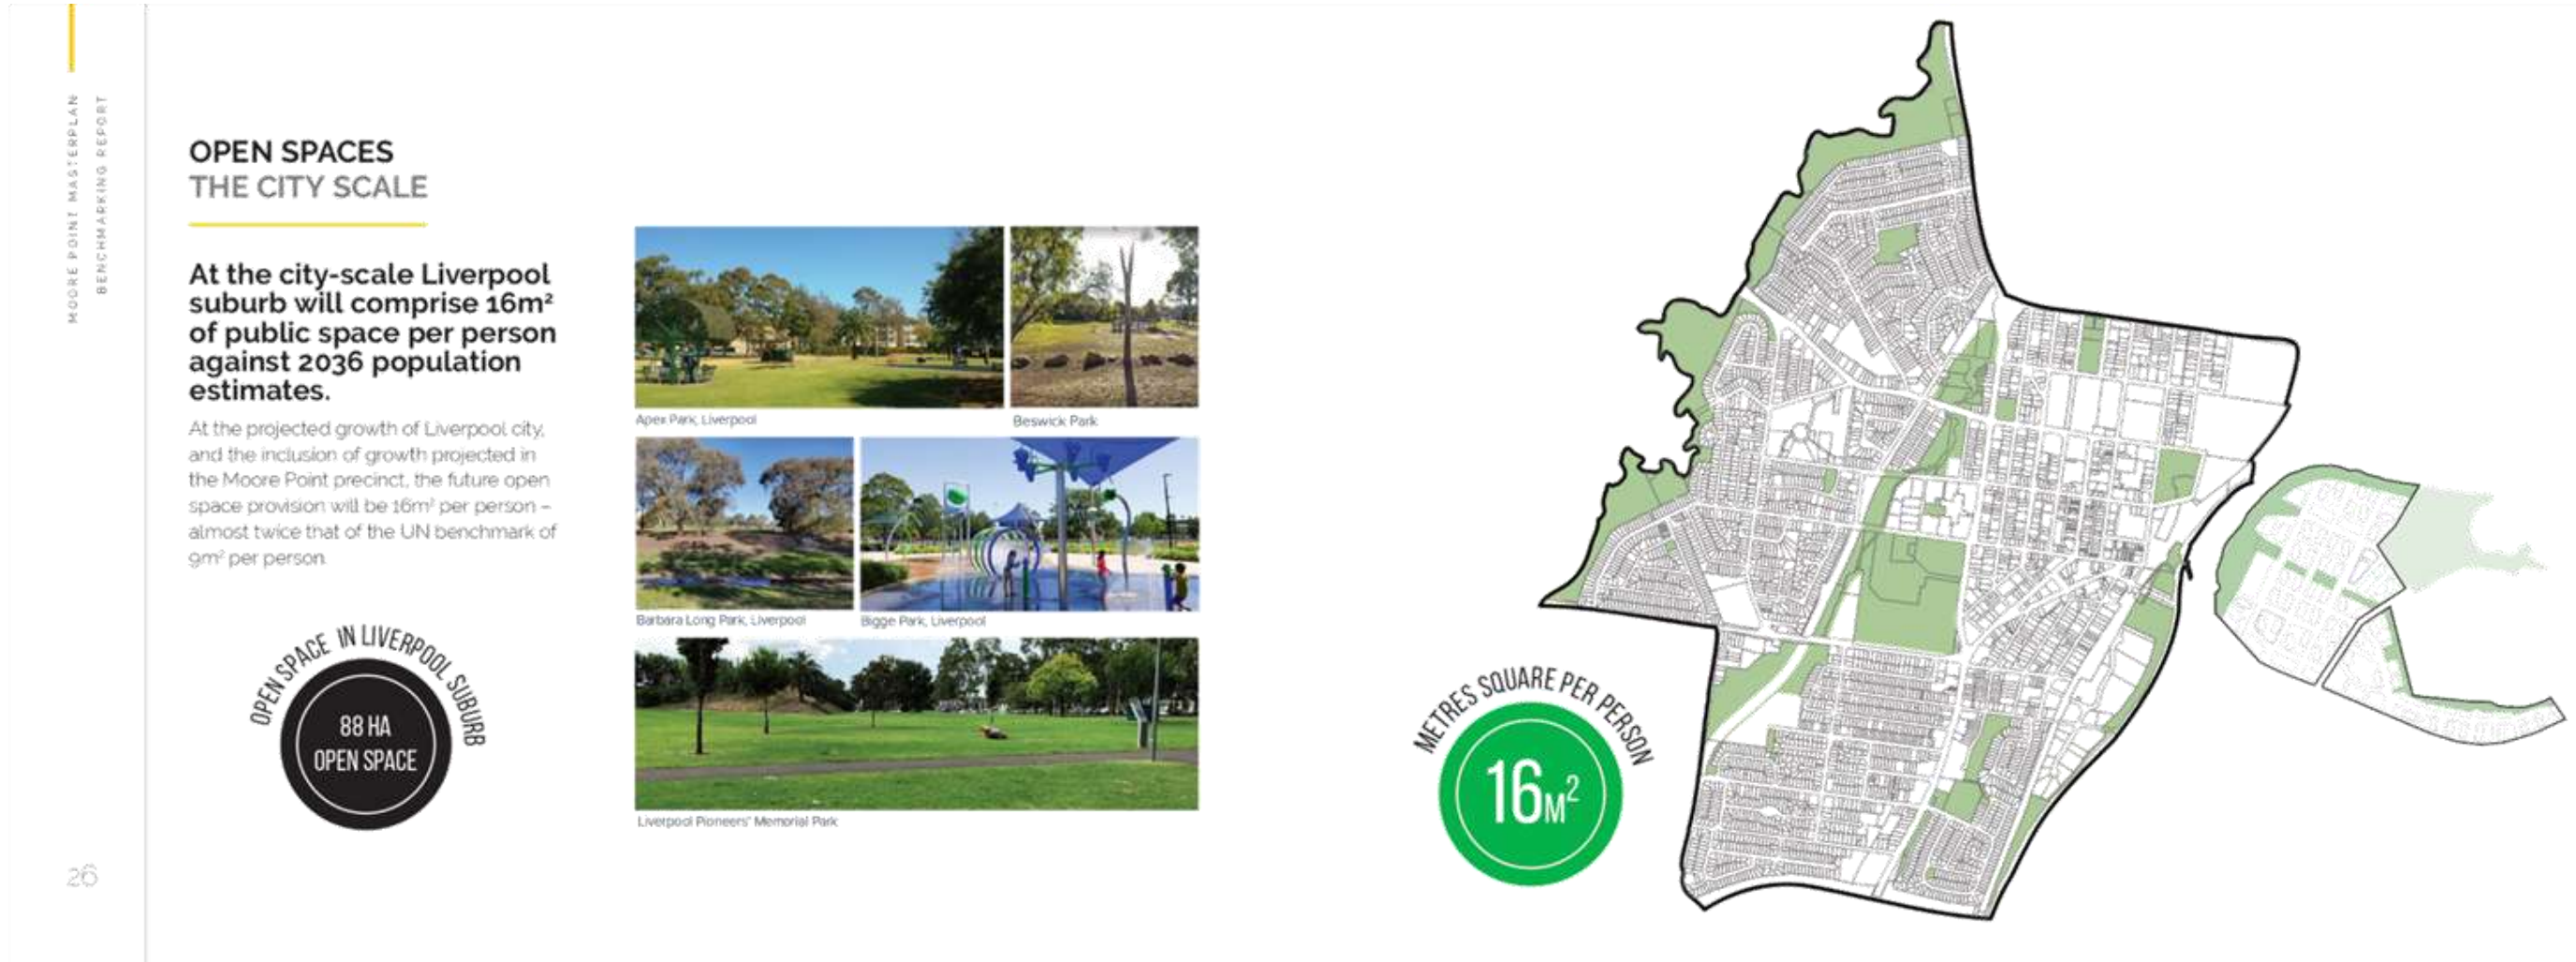 MOORE POINT MASTERPLAN
BENCHMARKING REPORT
OPEN SPACES
THE CITY SCALE
At the city-scale Liverpool
suburb will comprise 16m²
of public space per person
against 2036 population
estimates.
At the projected growth of Liverpool city,
and the inclusion of growth projected in
the Moore Point precinct, the future open
space provision will be 16m² per person –
almost twice that of the UN benchmark of
9m² per person.
OPEN SPACE IN LIVERPOOL SUBURB
88 HA
OPEN SPACE
26
Apex Park, Liverpool
Beswick Park
Barbara Long Park, Liverpool
Bigge Park, Liverpool
Liverpool Pioneers' Memorial Park
METRES SQUARE PER PERSON
16M²